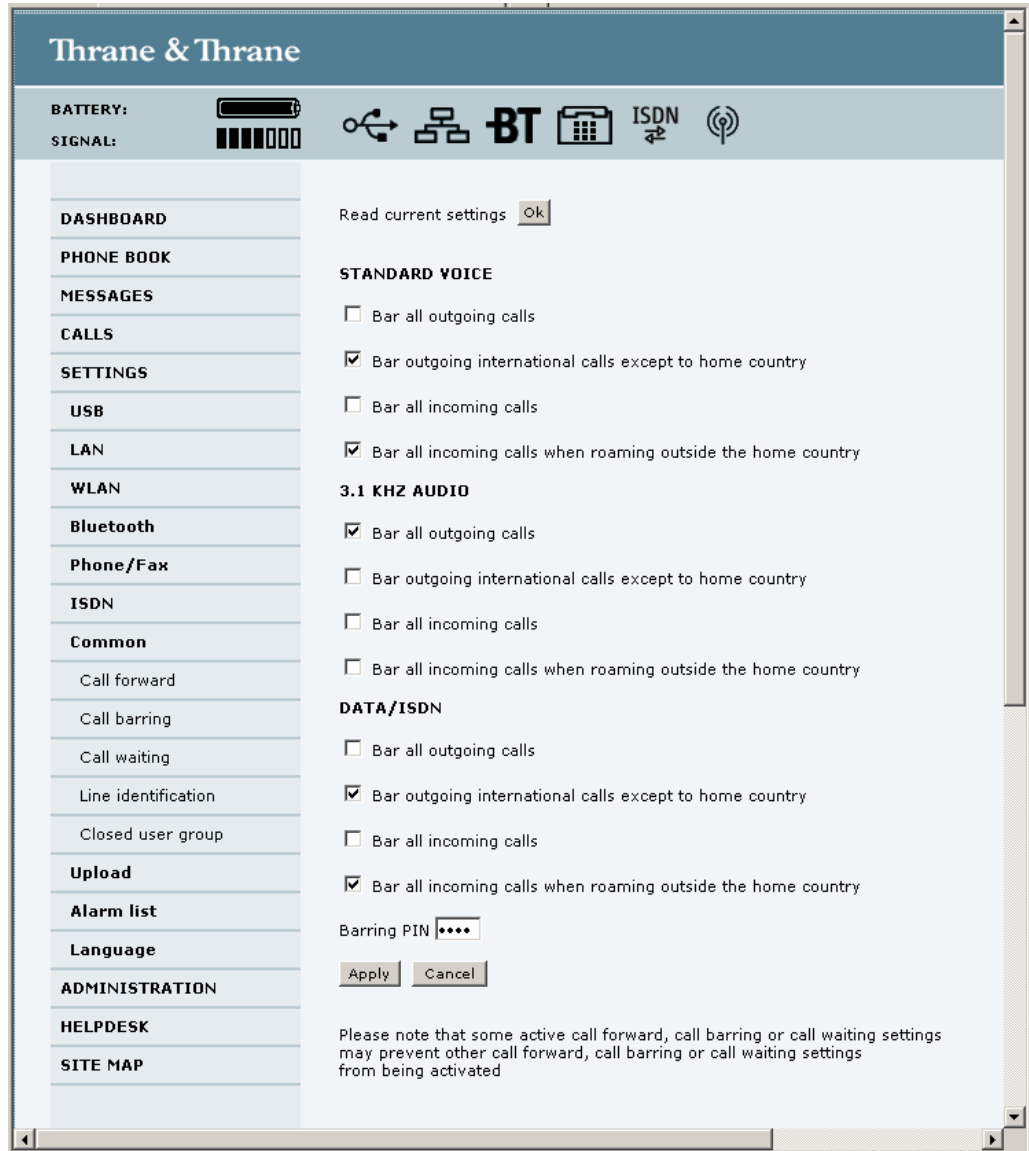 Thrane & Thrane
BATTERY:
SIGNAL:
BT
ISDN
DASHBOARD
PHONE BOOK
MESSAGES
CALLS
SETTINGS
USB
LAN
WLAN
Bluetooth
Phone/Fax
ISDN
Common
Call forward
Call barring
Call waiting
Line identification
Closed user group
Upload
Alarm list
Language
ADMINISTRATION
HELPDESK
SITE MAP
Read current settings Ok
STANDARD VOICE
Bar all outgoing calls
Bar outgoing international calls except to home country
Bar all incoming calls
Bar all incoming calls when roaming outside the home country
3.1 KHZ AUDIO
Bar all outgoing calls
Bar outgoing international calls except to home country
Bar all incoming calls
Bar all incoming calls when roaming outside the home country
DATA/ISDN
Bar all outgoing calls
Bar outgoing international calls except to home country
Bar all incoming calls
Bar all incoming calls when roaming outside the home country
Barring PIN ••••
Apply Cancel
Please note that some active call forward, call barring or call waiting settings
may prevent other call forward, call barring or call waiting settings
from being activated